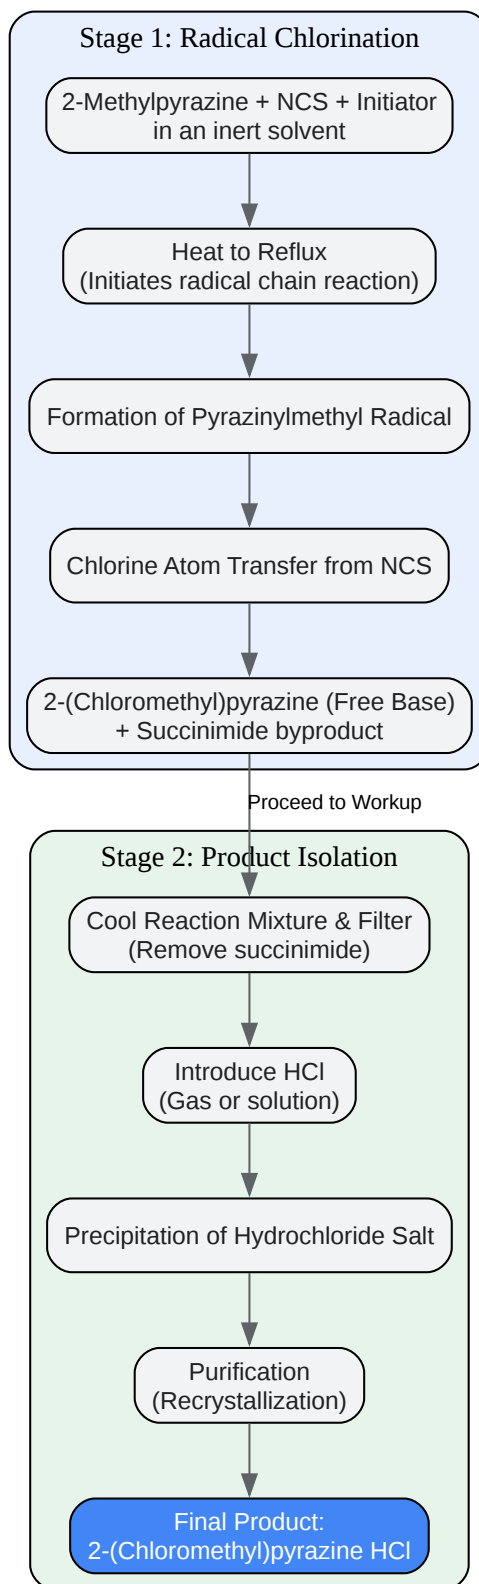 Stage 1: Radical Chlorination
2-Methylpyrazine + NCS + Initiator
in an inert solvent
Heat to Reflux
(Initiates radical chain reaction)
Formation of Pyrazinylmethyl Radical
Chlorine Atom Transfer from NCS
2-(Chloromethyl)pyrazine (Free Base)
+ Succinimide byproduct
Proceed to Workup
Stage 2: Product Isolation
Cool Reaction Mixture & Filter
(Remove succinimide)
Introduce HCl
(Gas or solution)
Precipitation of Hydrochloride Salt
Purification
(Recrystallization)
Final Product:
2-(Chloromethyl)pyrazine HCl